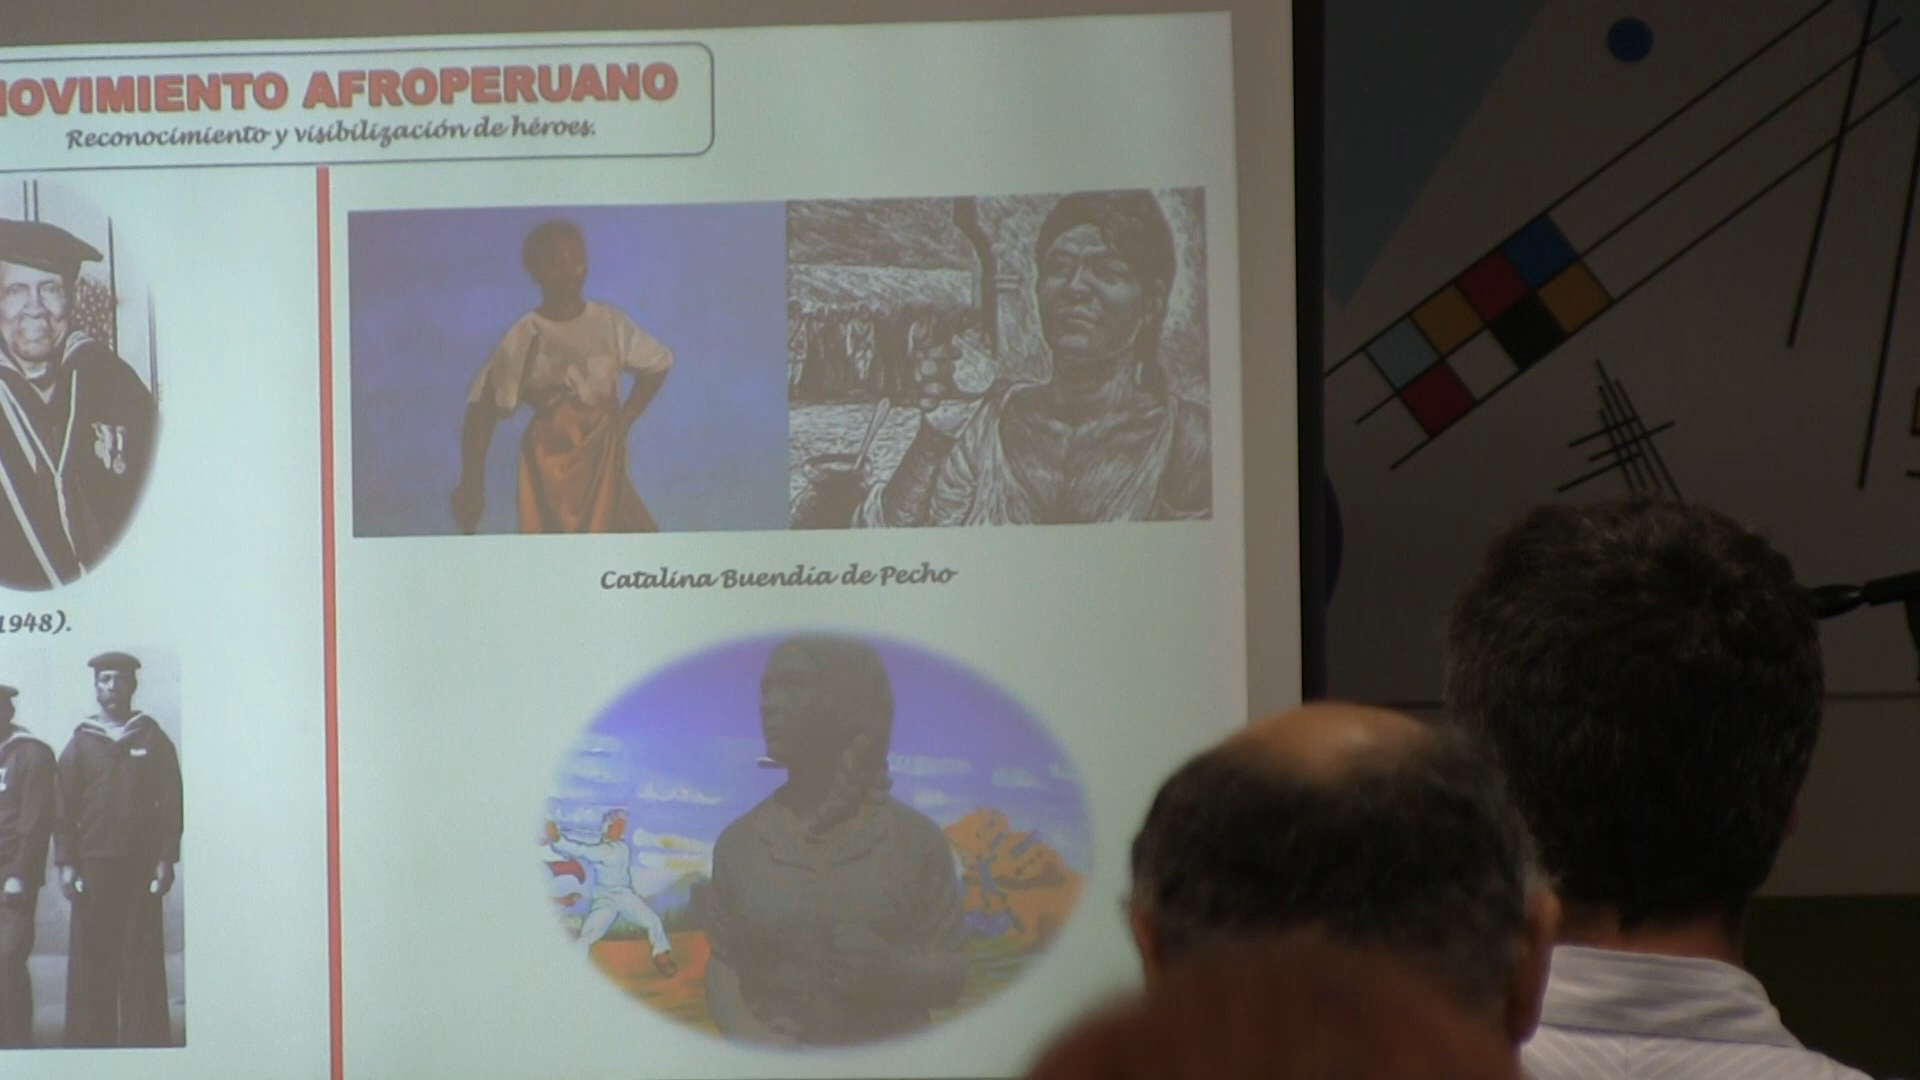 MOVIMIENTO AFROPERUANO
Reconocimiento y visibilización de héroes.
Catalina Buendía de Pecho
1948).